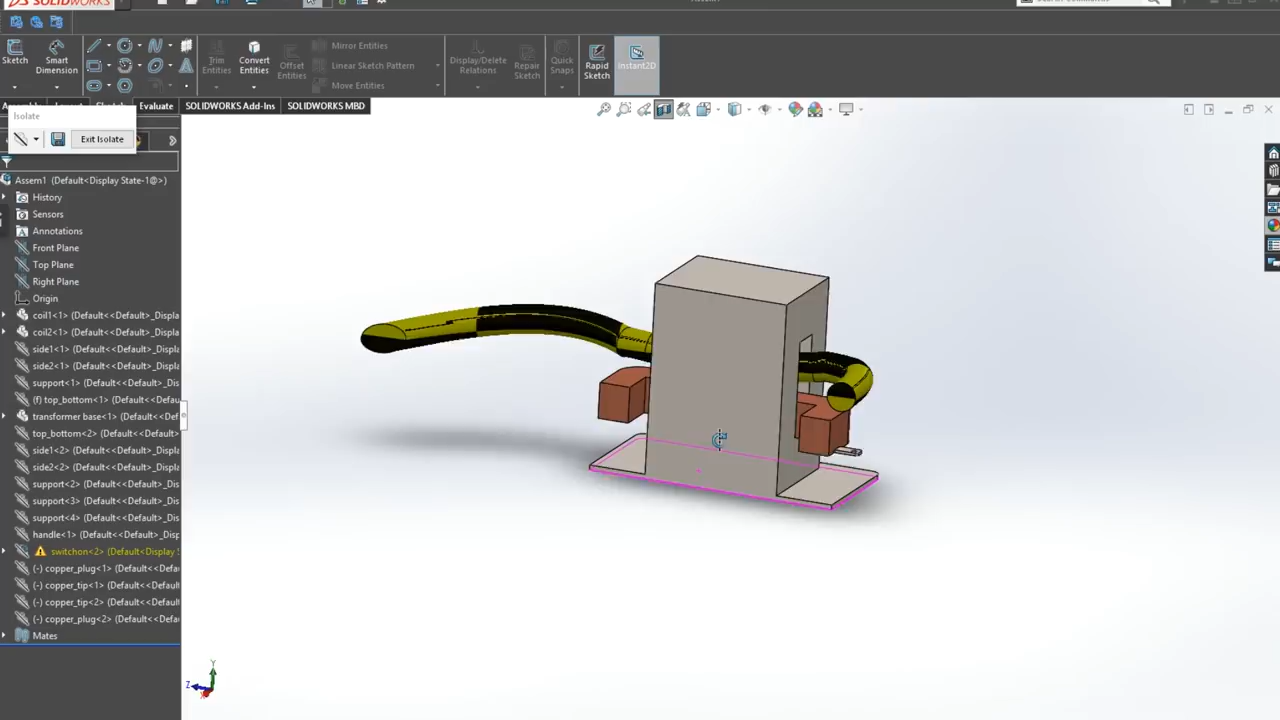 SOLIDWORKS
Sketch
Smart Dimension
Trim Entities
Convert Entities
Offset Entities
Mirror Entities
Linear Sketch Pattern
Move Entities
Display/Delete Relations
Repair Sketch
Quick Snaps
Rapid Sketch
Instant2D
Evaluate
SOLIDWORKS Add-Ins
SOLIDWORKS MBD
Isolate
Exit Isolate
Assem1 (Default<Display State-1@>)
History
Sensors
Annotations
Front Plane
Top Plane
Right Plane
Origin
coil1<1> (Default<<Default>_Displa
coil2<1> (Default<<Default>_Displa
side1<1> (Default<<Default>_Displa
side2<1> (Default<<Default>_Displa
support<1> (Default<<Default>_Dis
(f) top_bottom<1> (Default<<Defau
transformer base<1> (Default<<Def
top_bottom<2> (Default<<Default>
side1<2> (Default<<Default>_Displa
side2<2> (Default<<Default>_Displa
support<2> (Default<<Default>_Dis
support<3> (Default<<Default>_Dis
support<4> (Default<<Default>_Dis
handle<1> (Default<<Default>_Disp
switchon<2> (Default<Display S
(-) copper_plug<1> (Default<<Defa
(-) copper_tip<1> (Default<<Defau
(-) copper_tip<2> (Default<<Defau
(-) copper_plug<2> (Default<<Defa
Mates
Y
Z